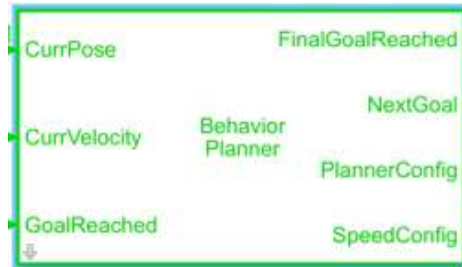 CurrPose
CurrVelocity
GoalReached
Behavior
Planner
FinalGoalReached
NextGoal
PlannerConfig
SpeedConfig